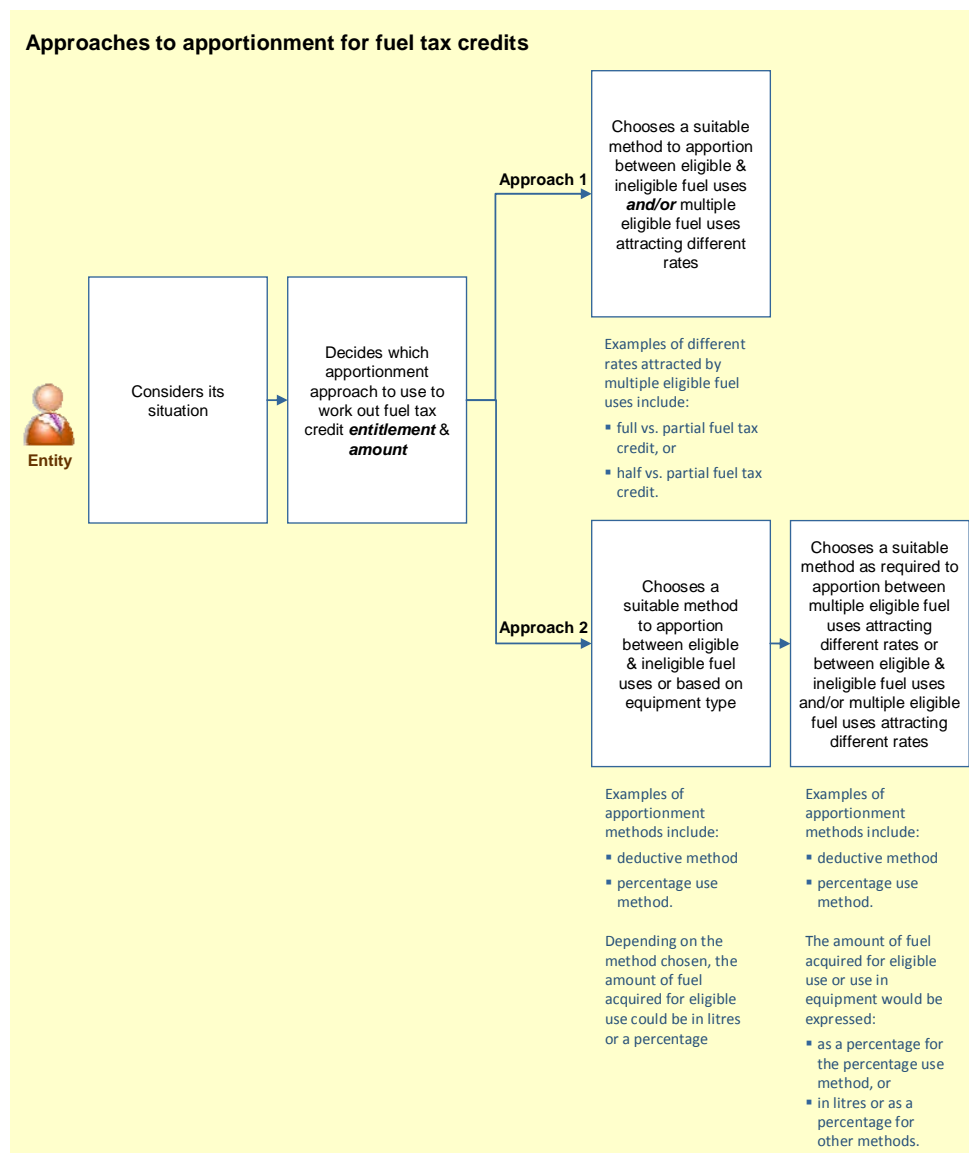 Approaches to apportionment for fuel tax credits
Entity
Considers its
situation
Decides which
apportionment
approach to use to
work out fuel tax
credit entitlement &
amount
Approach 1
Chooses a suitable
method to apportion
between eligible &
ineligible fuel uses
and/or multiple
eligible fuel uses
attracting different
rates
Examples of different
rates attracted by
multiple eligible fuel
uses include:
▪ full vs. partial fuel tax
credit, or
▪ half vs. partial fuel tax
credit.
Approach 2
Chooses a
suitable method
to apportion
between eligible
& ineligible fuel
uses or based on
equipment type
Examples of
apportionment
methods include:
▪ deductive method
▪ percentage use
method.
Depending on the
method chosen, the
amount of fuel
acquired for eligible
use could be in litres
or a percentage
Chooses a suitable
method as required to
apportion between
multiple eligible fuel
uses attracting
different rates or
between eligible &
ineligible fuel uses
and/or multiple eligible
fuel uses attracting
different rates
Examples of
apportionment
methods include:
▪ deductive method
▪ percentage use
method.
The amount of fuel
acquired for eligible
use or use in
equipment would be
expressed:
▪ as a percentage for
the percentage use
method, or
▪ in litres or as a
percentage for
other methods.